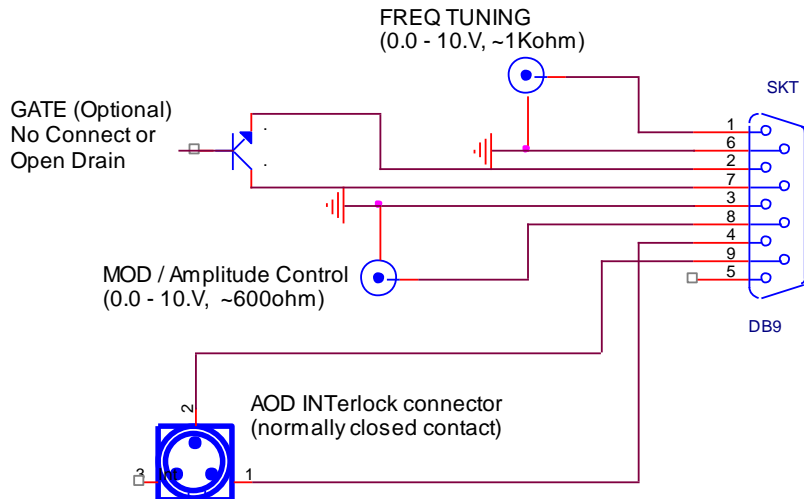 FREQ TUNING
(0.0 - 10.V, ~1Kohm)
SKT
GATE (Optional)
No Connect or
Open Drain
1
6
2
7
3
8
4
9
5
MOD / Amplitude Control
(0.0 - 10.V, ~600ohm)
DB9
AOD INTerlock connector
(normally closed contact)
2
3
Int
1